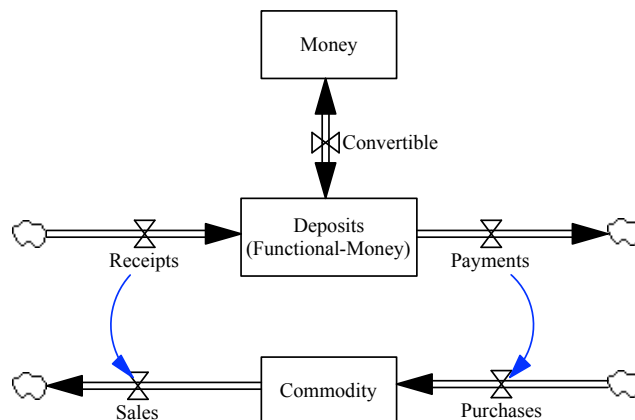 Money
Convertible
Deposits
(Functional-Money)
Receipts
Payments
Commodity
Sales
Purchases